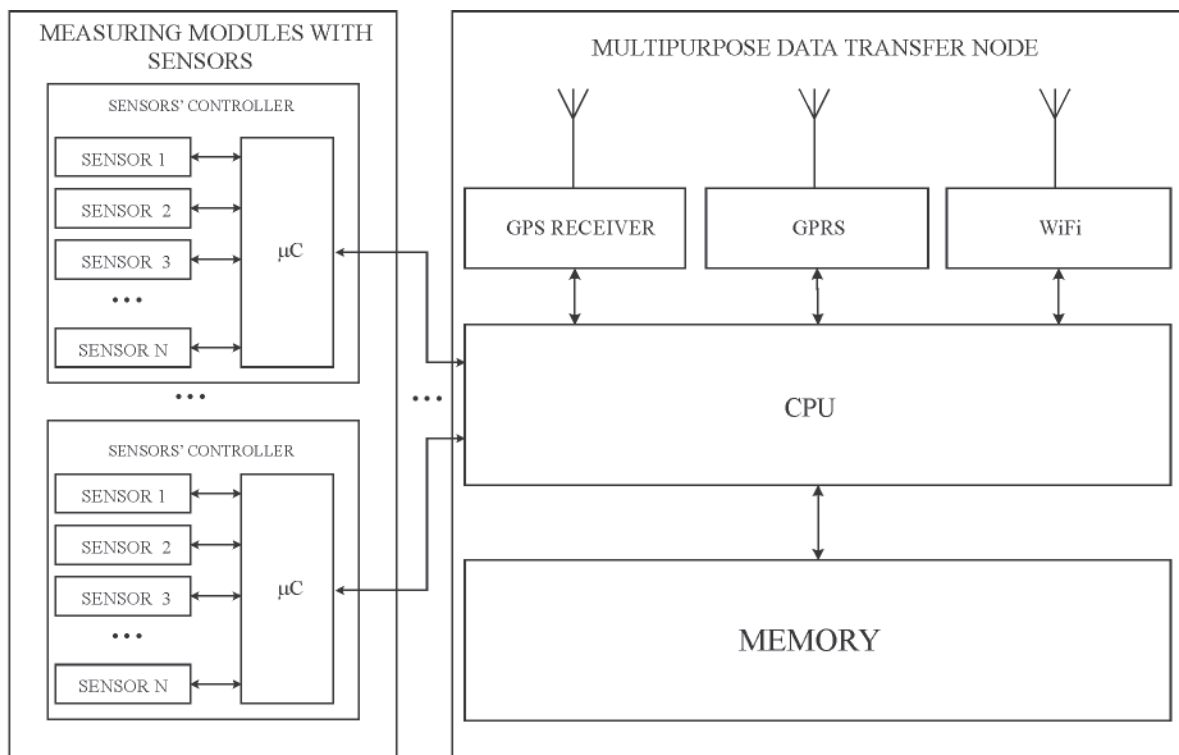 MEASURING MODULES WITH
SENSORS
SENSORS' CONTROLLER
SENSOR 1
SENSOR 2
SENSOR 3
•••
SENSOR N
µC
•••
SENSORS' CONTROLLER
SENSOR 1
SENSOR 2
SENSOR 3
•••
SENSOR N
µC
•••
MULTIPURPOSE DATA TRANSFER NODE
GPS RECEIVER
GPRS
WiFi
CPU
MEMORY